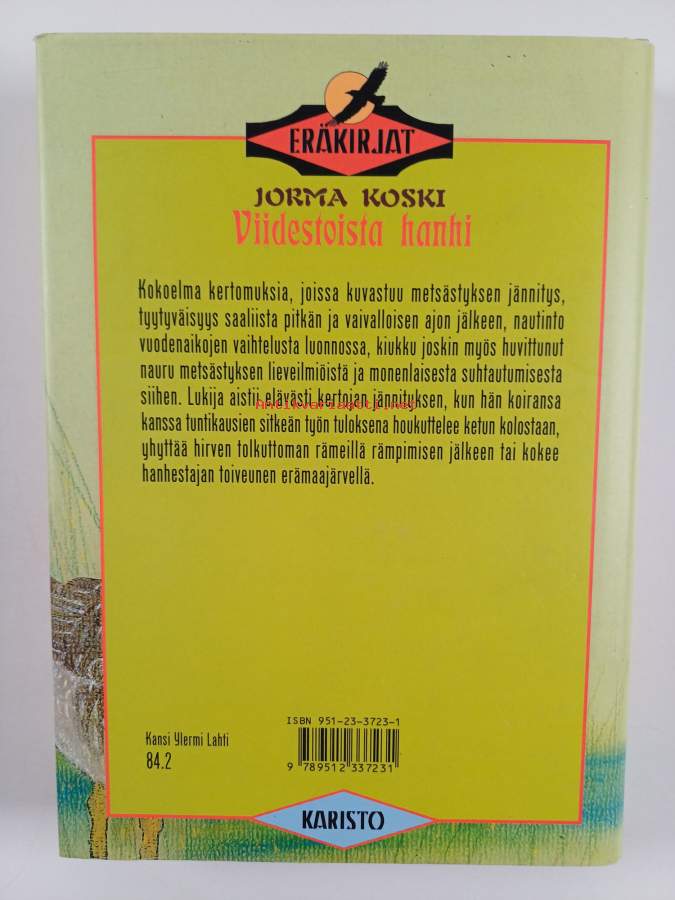 ERÄKIRJAT
JORMA KOSKI
Viidestoista hanhi
Kokoelma kertomuksia, joissa kuvastuu metsästyksen jännitys,
tyytyväisyys saaliista pitkän ja vaivalloisen ajon jälkeen, nautinto
vuodenaikojen vaihtelusta luonnossa, kiukku joskin myös huvittunut
nauru metsästyksen lieveilmiöistä ja monenlaisesta suhtautumisesta
siihen. Lukija aistii elävästi kertojan jännityksen, kun hän koiransa
Antikvariaatti.net
kanssa tuntikausien sitkeän työn tuloksena houkuttelee ketun kolostaan,
yhyttää hirven tolkuttoman rämeillä rämpimisen jälkeen tai kokee
hanhestajan toiveunen erämaajärvellä.
ISBN 951-23-3723-1
Kansi Ylermi Lahti
84.2
9 789512 337231
KARISTO